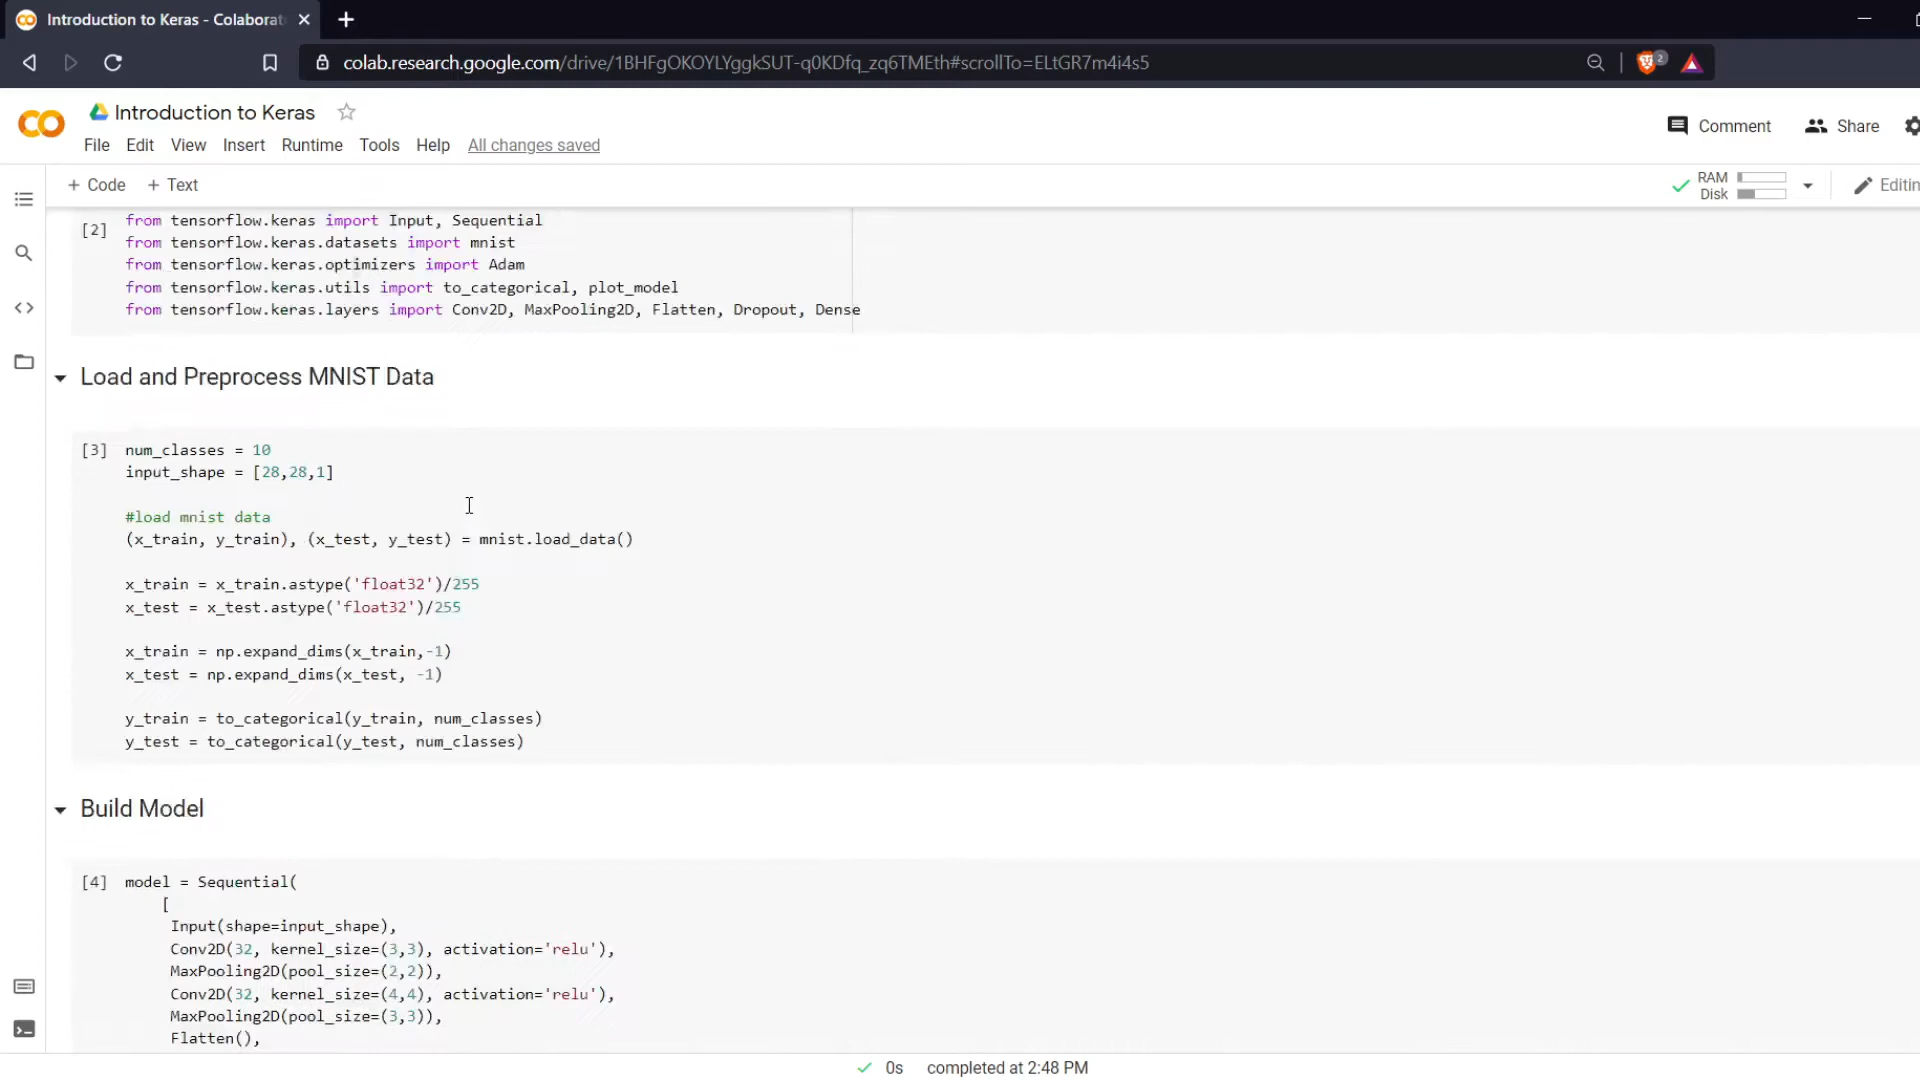 Introduction to Keras - Colaborat
colab.research.google.com/drive/1BHFgOKOYLYggkSUT-q0KDfq_zq6TMEth#scrollTo=ELtGR7m4i4s5
2
Introduction to Keras
File Edit View Insert Runtime Tools Help All changes saved
Comment Share
+ Code + Text
RAM
Disk
Editin
[2]
from tensorflow.keras import Input, Sequential
from tensorflow.keras.datasets import mnist
from tensorflow.keras.optimizers import Adam
from tensorflow.keras.utils import to_categorical, plot_model
from tensorflow.keras.layers import Conv2D, MaxPooling2D, Flatten, Dropout, Dense
Load and Preprocess MNIST Data
[3] num_classes = 10
input_shape = [28,28,1]
#load mnist data
(x_train, y_train), (x_test, y_test) = mnist.load_data()
x_train = x_train.astype('float32')/255
x_test = x_test.astype('float32')/255
x_train = np.expand_dims(x_train,-1)
x_test = np.expand_dims(x_test, -1)
y_train = to_categorical(y_train, num_classes)
y_test = to_categorical(y_test, num_classes)
Build Model
[4] model = Sequential(
[
Input(shape=input_shape),
Conv2D(32, kernel_size=(3,3), activation='relu'),
MaxPooling2D(pool_size=(2,2)),
Conv2D(32, kernel_size=(4,4), activation='relu'),
MaxPooling2D(pool_size=(3,3)),
Flatten(),
0s completed at 2:48 PM